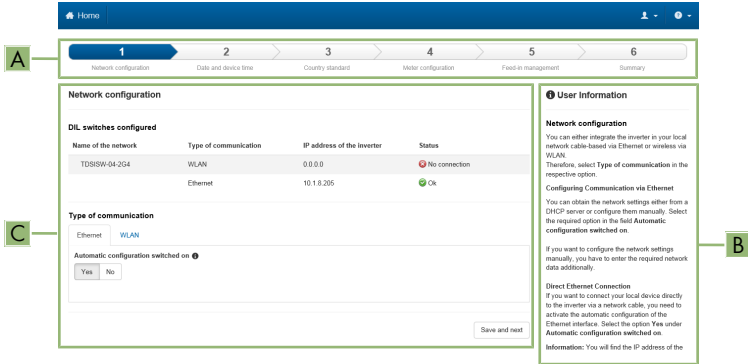 Home
1 2 3 4 5 6
Network configuration Date and device time Country standard Meter configuration Feed-in management Summary
A
Network configuration
DIL switches configured
Name of the network Type of communication IP address of the inverter Status
TDSISW-04-2G4 WLAN 0.0.0.0 No connection
Ethernet 10.1.8.205 Ok
Type of communication
Ethernet WLAN
Automatic configuration switched on
Yes No
Save and next
C
User Information
Network configuration
You can either integrate the inverter in your local
network cable-based via Ethernet or wireless via
WLAN.
Therefore, select Type of communication in the
respective option.
Configuring Communication via Ethernet
You can obtain the network settings either from a
DHCP server or configure them manually. Select
the required option in the field Automatic
configuration switched on.
If you want to configure the network settings
manually, you have to enter the required network
data additionally.
Direct Ethernet Connection
If you want to connect your local device directly
to the inverter via a network cable, you need to
activate the automatic configuration of the
Ethernet interface. Select the option Yes under
Automatic configuration switched on.
Information: You will find the IP address of the
B